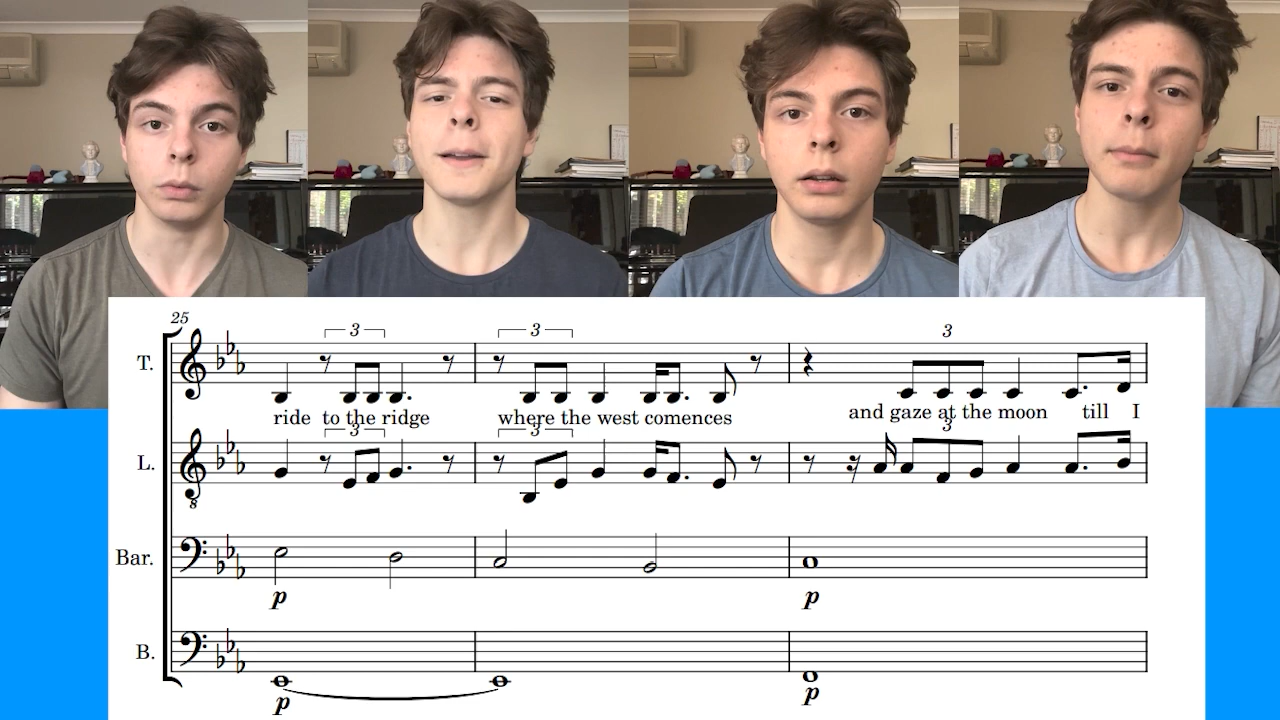 25
3 3 3
T.
ride to the ridge where the west comences and gaze at the moon till I
3 3 3
L.
8
Bar.
p p
B.
p p